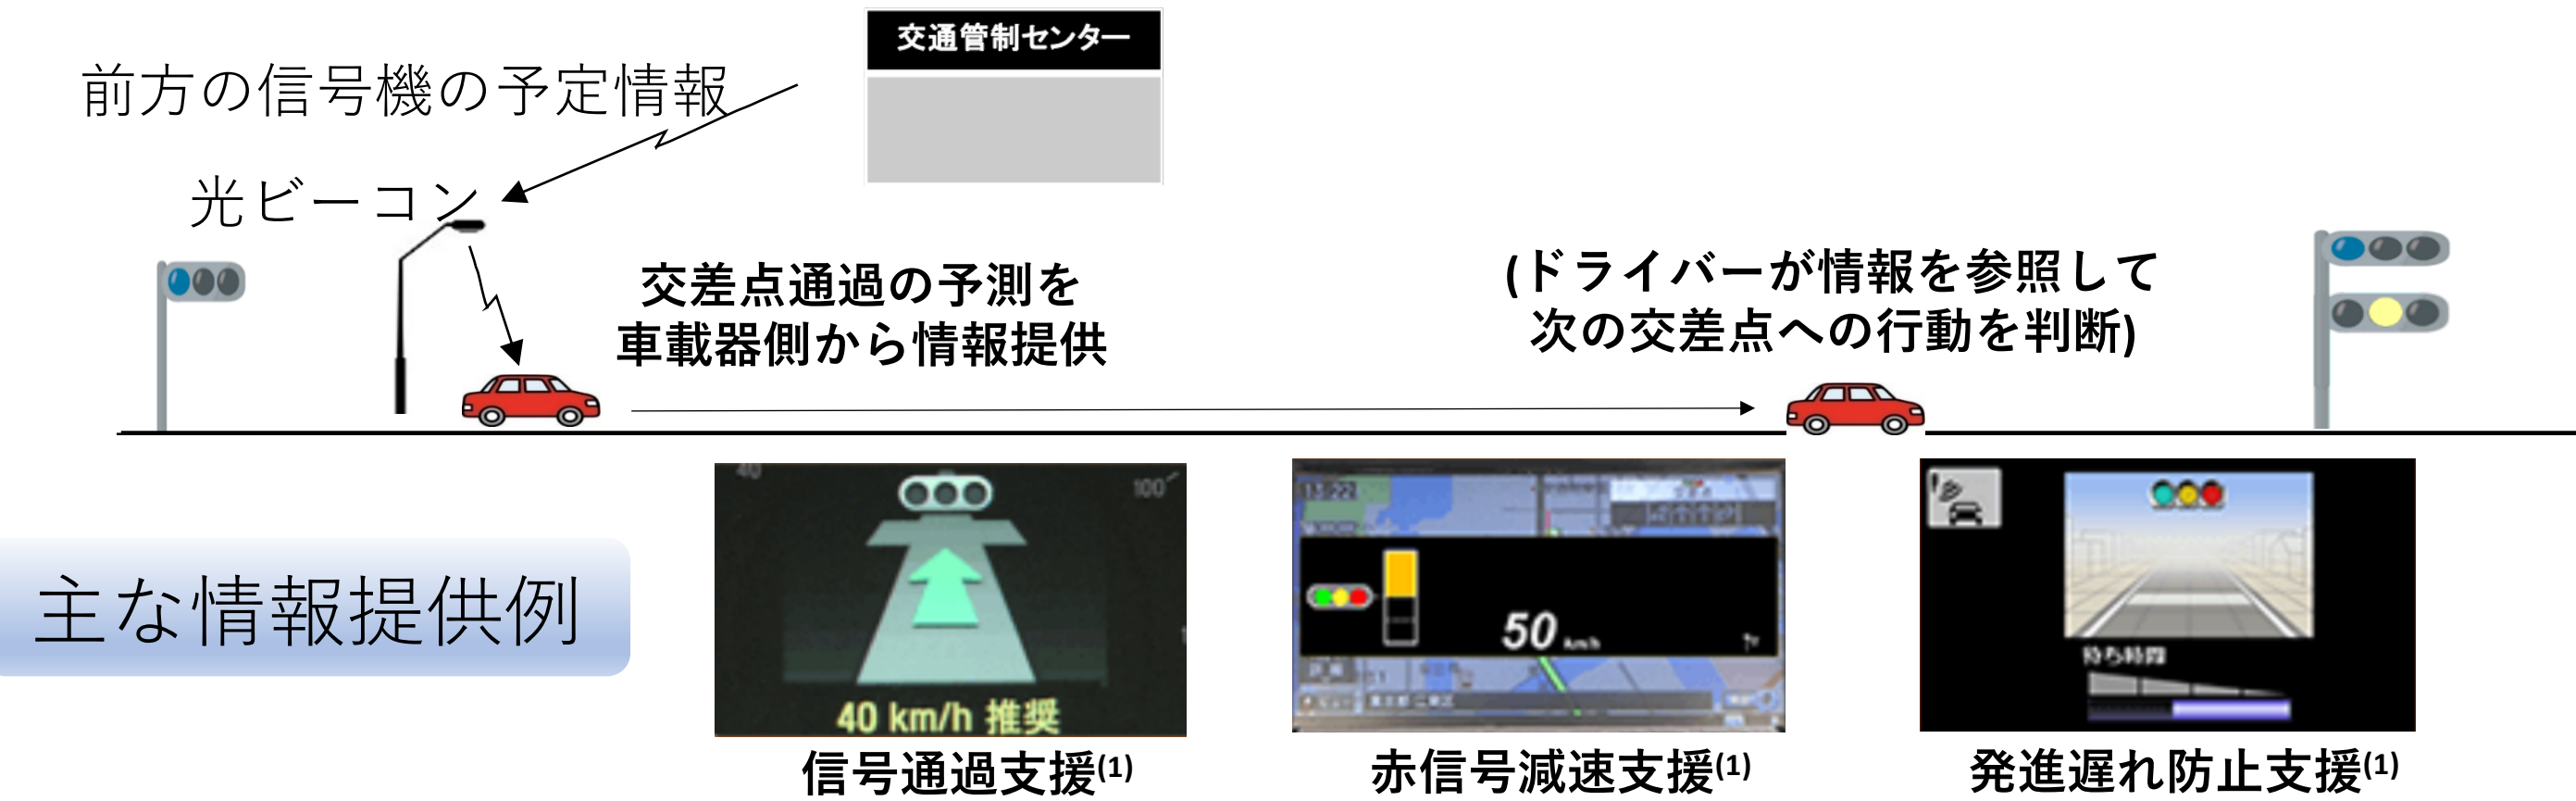 交通管制センター
前方の信号機の予定情報
光ビーコン
交差点通過の予測を
車載器側から情報提供
(ドライバーが情報を参照して
次の交差点への行動を判断)
主な情報提供例
40
100
40 km/h 推奨
信号通過支援(1)
13:22
50 km/h
赤信号減速支援(1)
待ち時間
発進遅れ防止支援(1)